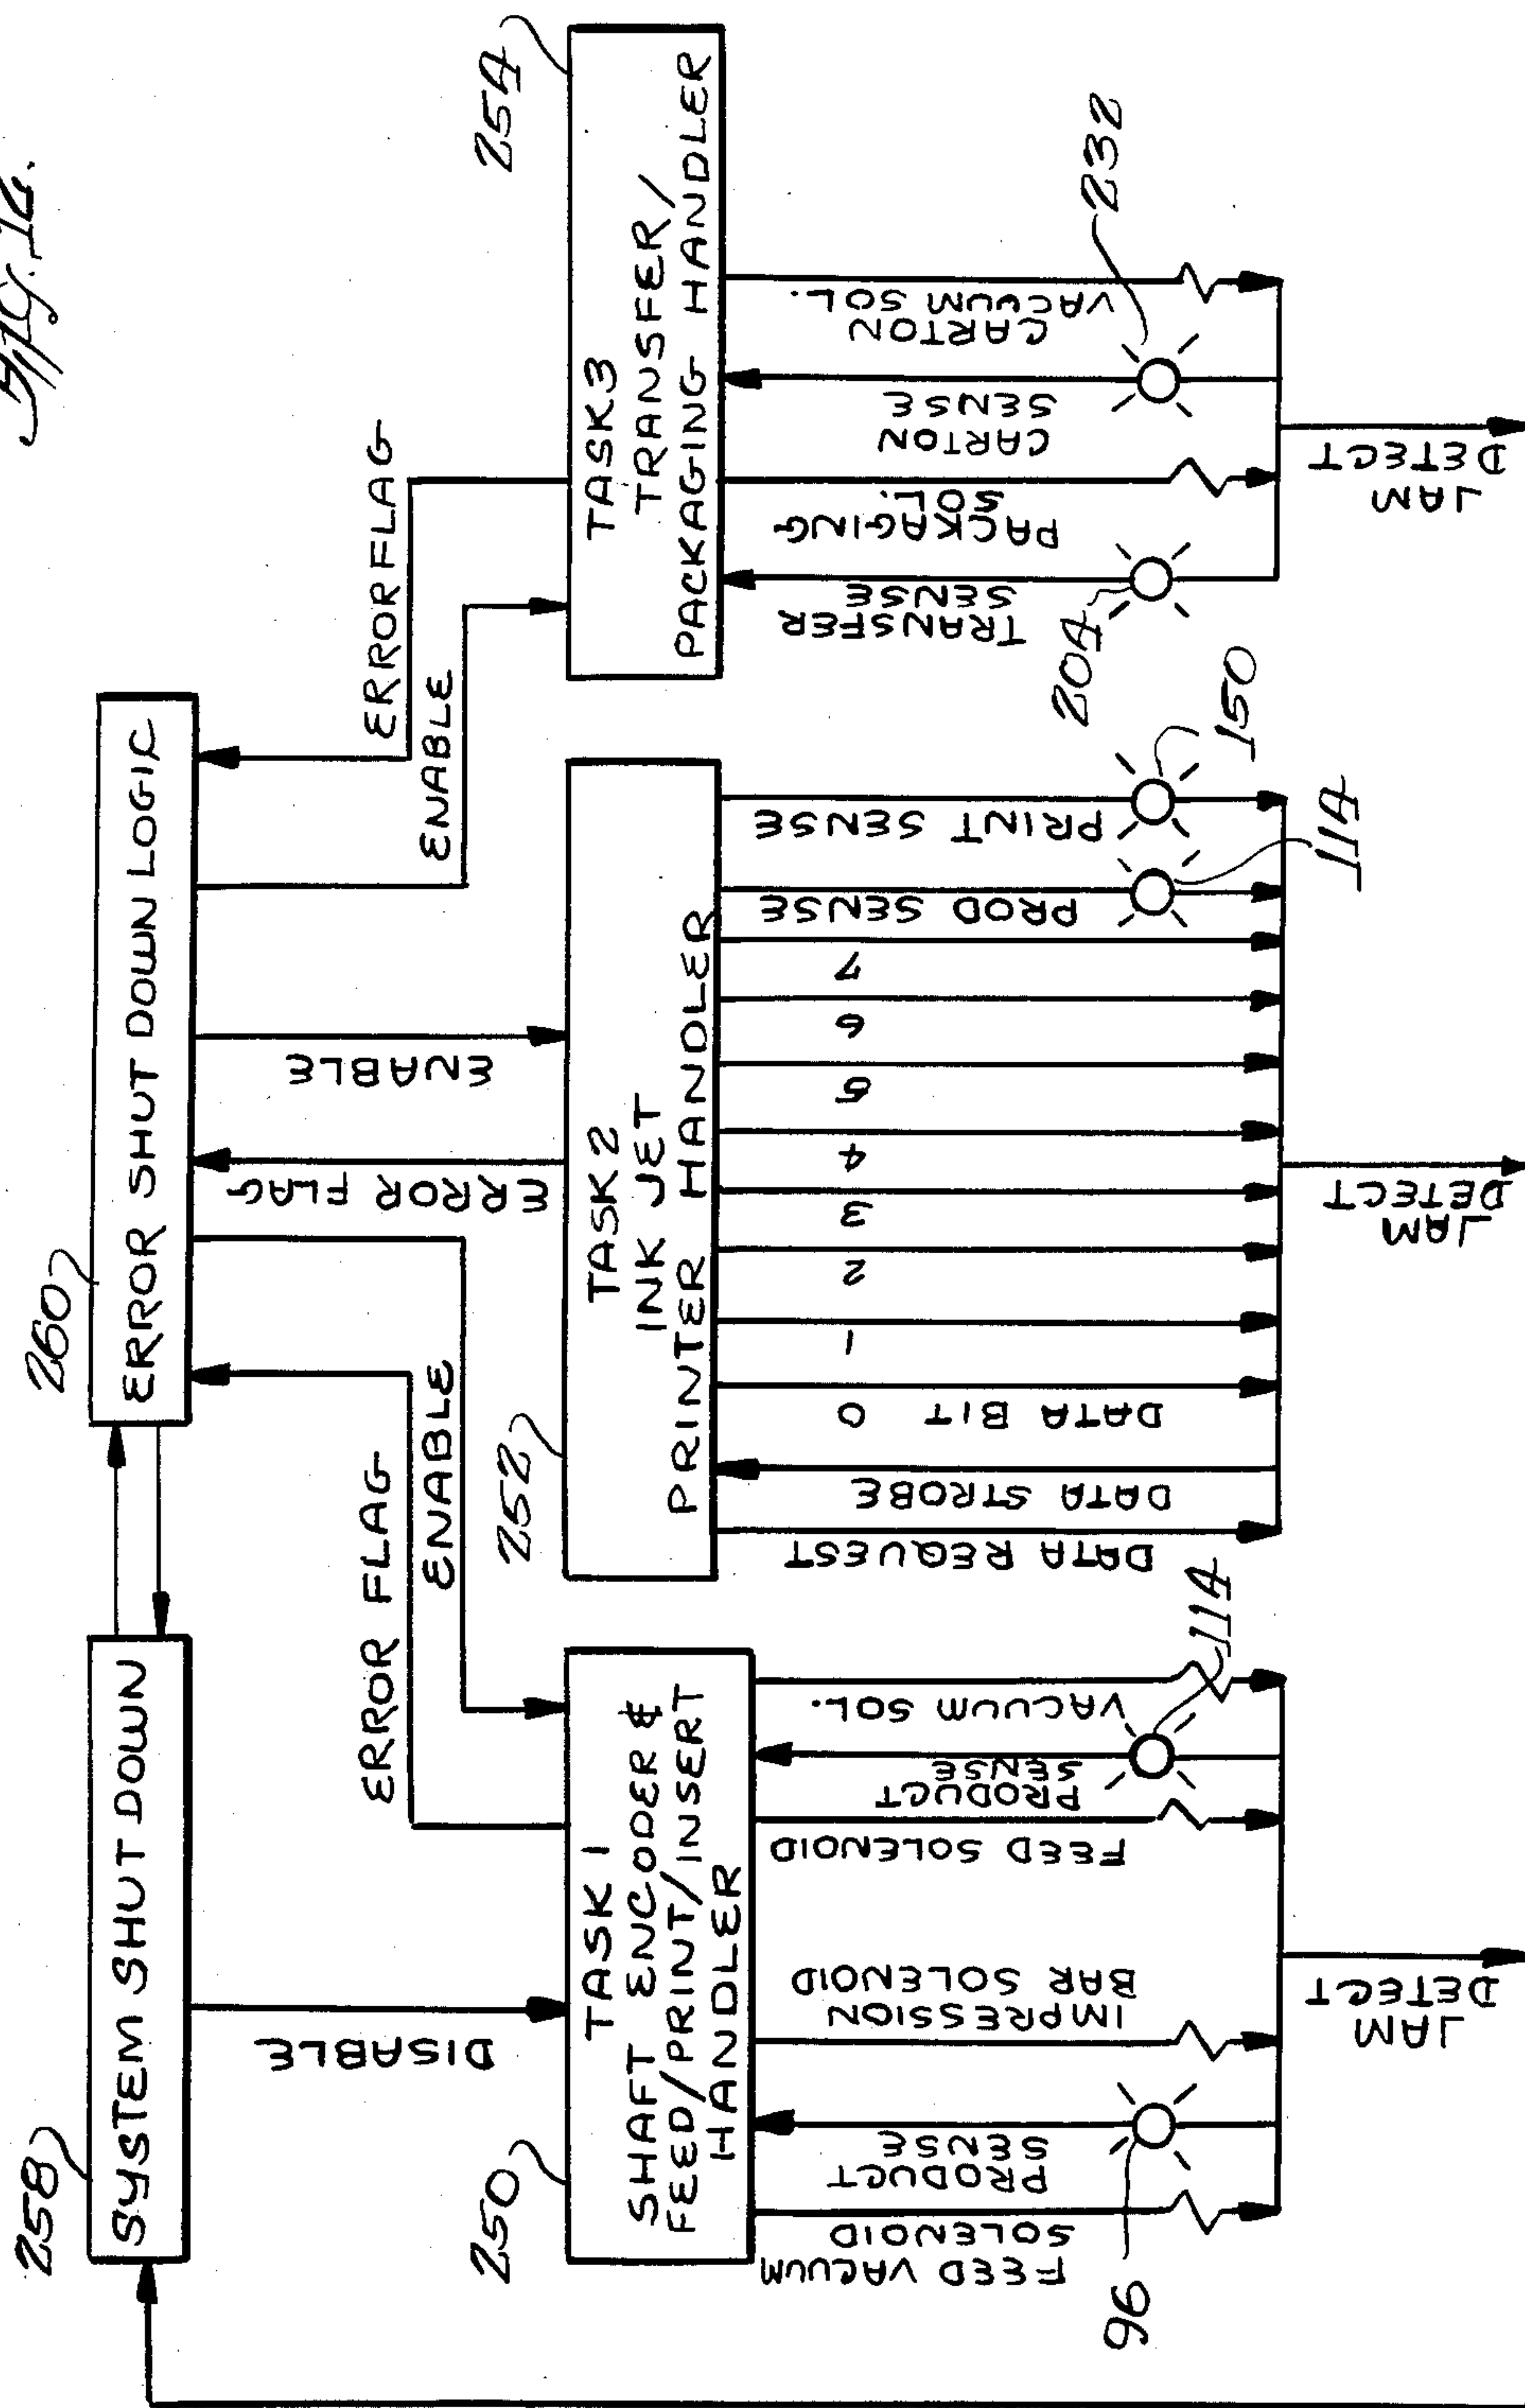 Fig. 12.
258
SYSTEM SHUT DOWN
260
ERROR SHUT DOWN LOGIC
DISABLE
ERROR FLAG
ENABLE
ERROR FLAG
ENABLE
ERROR FLAG
ENABLE
250
TASK 1
SHAFT ENCODER &
FEED/PRINT/INSERT
HANDLER
252
TASK 2
INK JET
PRINTER HANDLER
254
TASK 3
TRANSFER/
PACKAGING HANDLER
FEED VACUUM
SOLENOID
PRODUCT
SENSE
96
IMPRESSION
BAR SOLENOID
FEED SOLENOID
PRODUCT
SENSE
114
VACUUM SOL.
JAM
DETECT
DATA REQUEST
DATA STROBE
DATA BIT 0
1
2
3
4
5
6
7
PROD SENSE
114
PRINT SENSE
150
JAM
DETECT
TRANSFER
SENSE
204
PACKAGING
SOL.
CARTON
SENSE
232
CARTON
VACUUM SOL.
JAM
DETECT